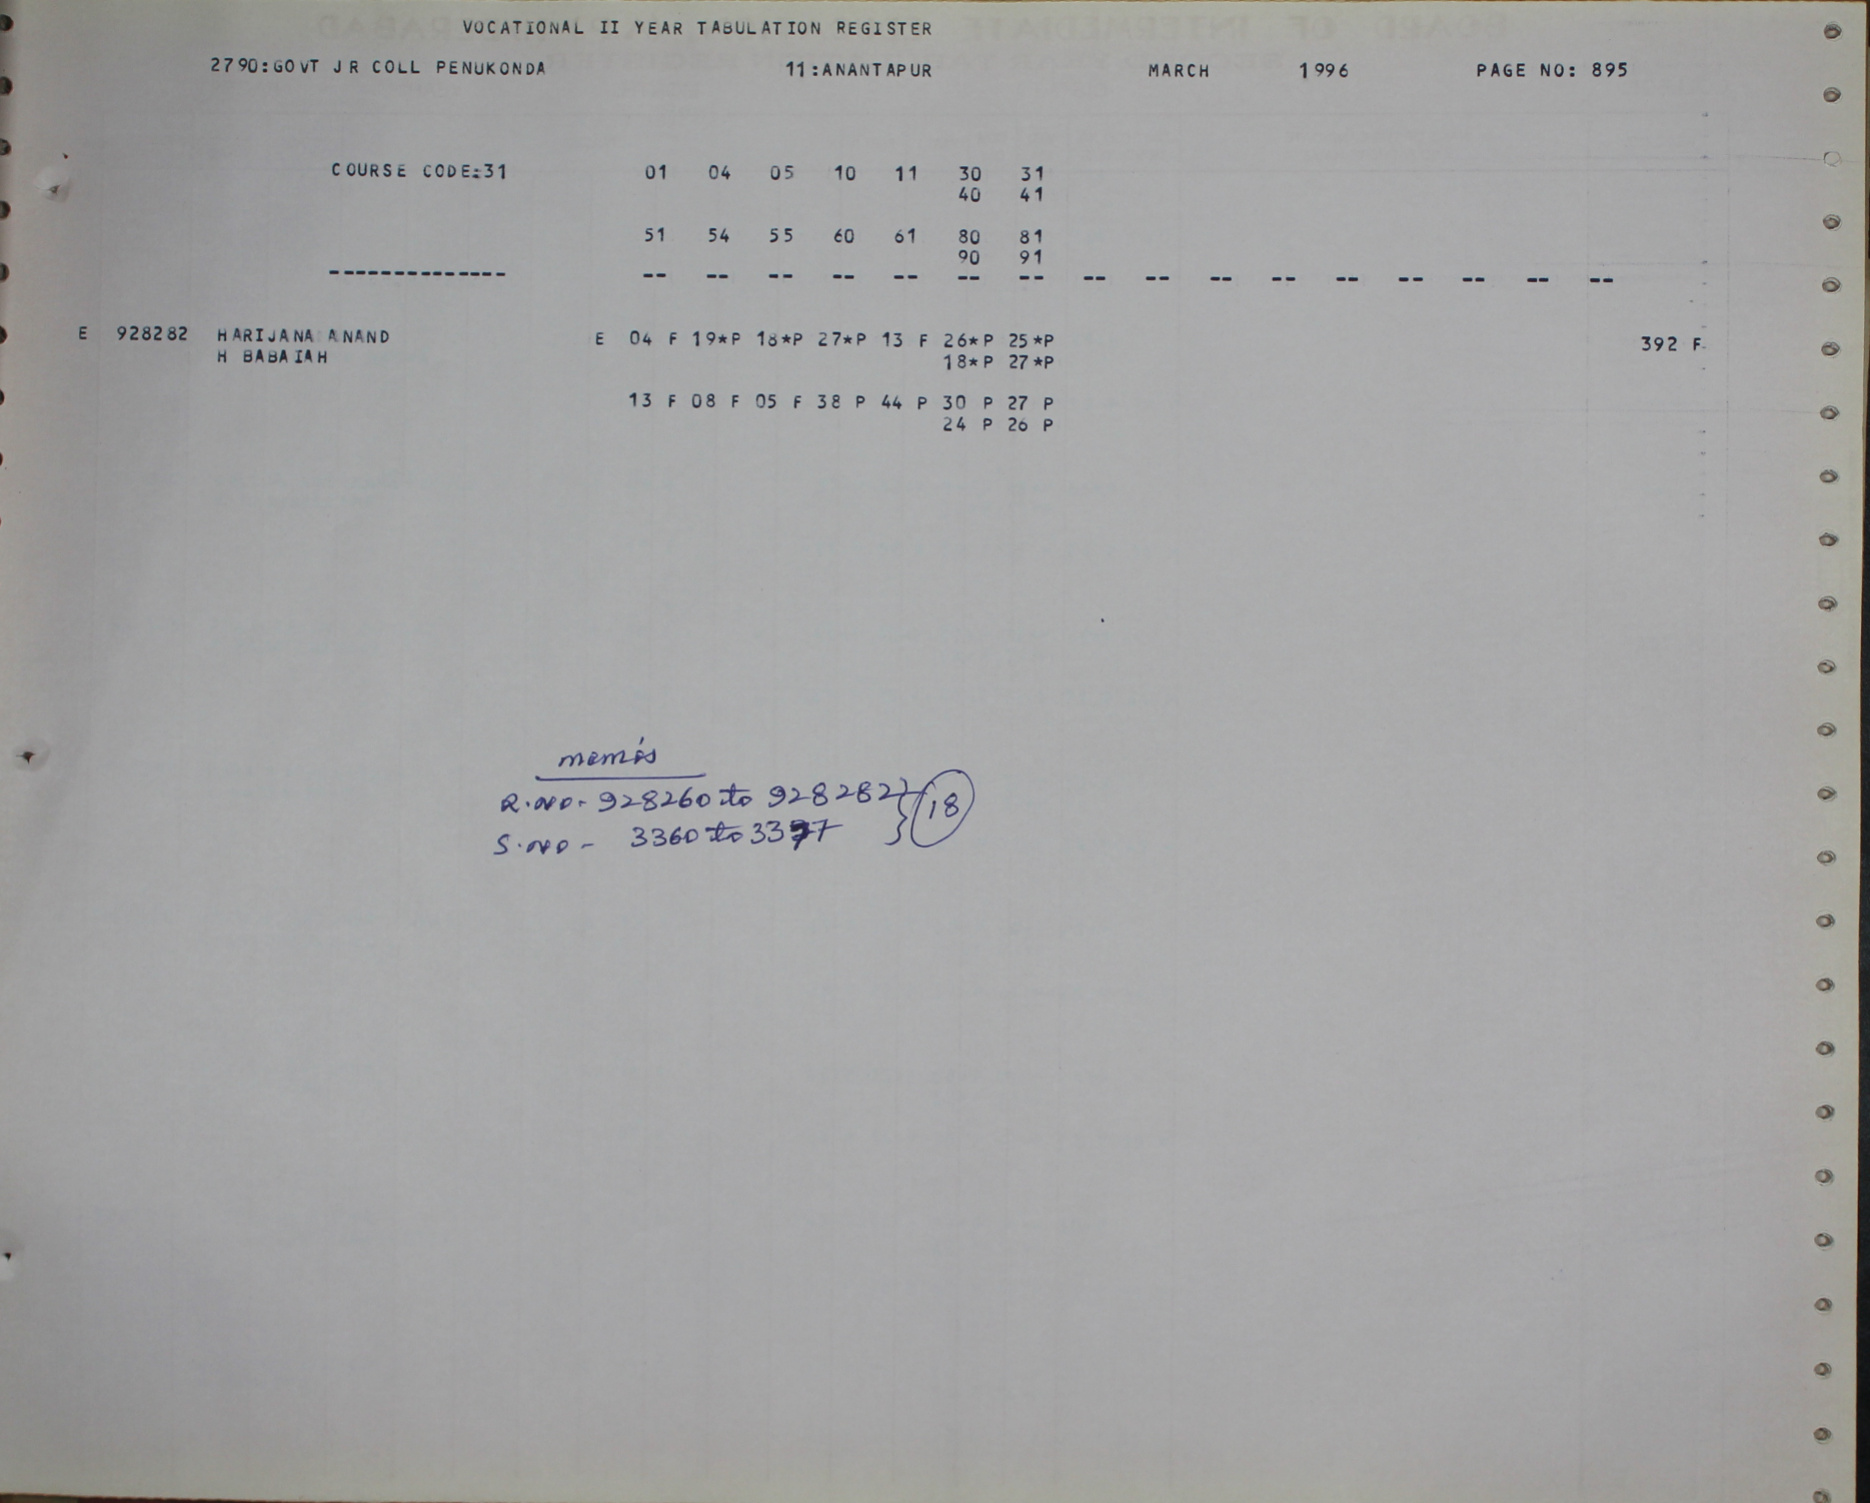 VOCATIONAL II YEAR TABULATION REGISTER
2790:GOVT JR COLL PENUKONDA 11:ANANTAPUR MARCH 1996 PAGE NO: 895
COURSE CODE:31 01 04 05 10 11 30 31
40 41
51 54 55 60 61 80 81
90 91
-------------- -- -- -- -- -- -- -- -- -- -- -- -- -- -- -- --
E 928282 HARIJANA ANAND E 04 F 19*P 18*P 27*P 13 F 26*P 25*P 392 F
H BABAIAH 18*P 27*P
13 F 08 F 05 F 38 P 44 P 30 P 27 P
24 P 26 P
memos
R.no- 928260 to 928282 } 18
S.no - 3360 to 3377